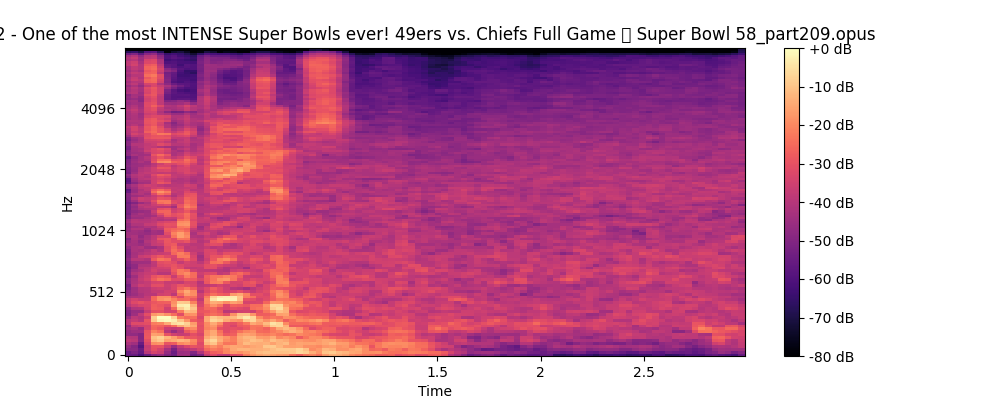 2 - One of the most INTENSE Super Bowls ever! 49ers vs. Chiefs Full Game ▯ Super Bowl 58_part209.opus
+0 dB
4096
-10 dB
-20 dB
2048
-30 dB
Hz
1024
-40 dB
-50 dB
512
-60 dB
-70 dB
0
-80 dB
0 0.5 1 1.5 2 2.5
Time